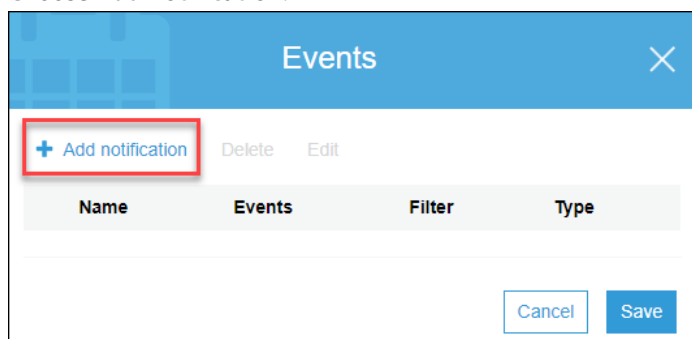 Events
Add notification Delete Edit
Name Events Filter Type
Cancel Save